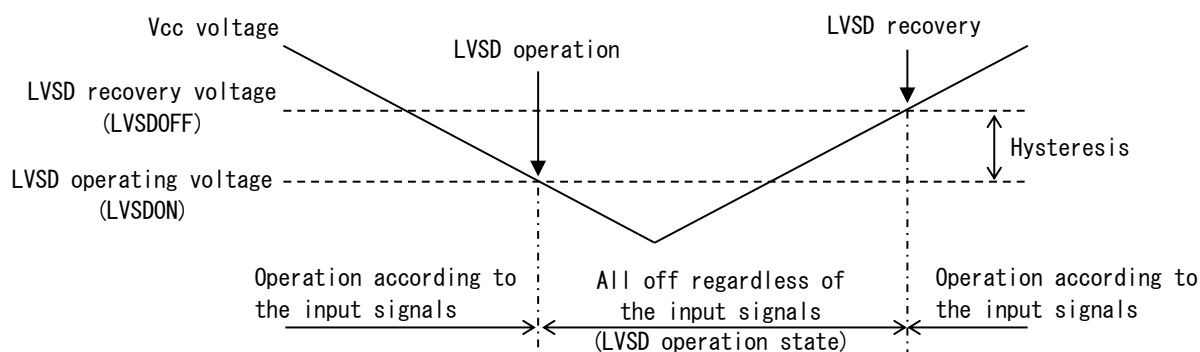 Vcc voltage
LVSD operation
LVSD recovery
LVSD recovery voltage
(LVSDOFF)
Hysteresis
LVSD operating voltage
(LVSDON)
Operation according to
the input signals
All off regardless of
the input signals
(LVSD operation state)
Operation according to
the input signals